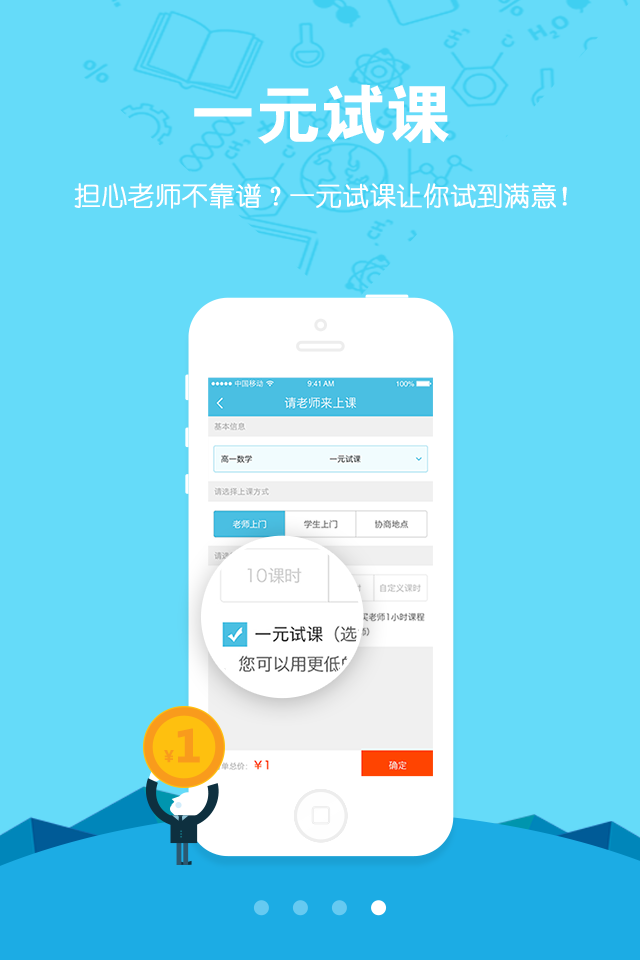 一元试课
担心老师不靠谱？一元试课让你试到满意！
中国移动 9:41 AM 100%
请老师来上课
基本信息
高一数学 一元试课
请选择上课方式
老师上门 学生上门 协商地点
请选
10课时 时 自定义课时
一元试课（选 买老师1小时课程
您可以用更低
单总价：￥1 确定
¥1
CH₃ C H₂O
%